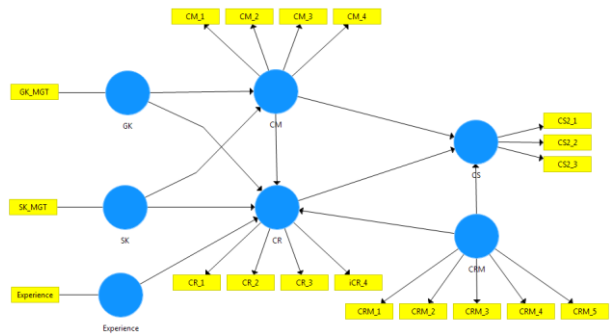 CM_1 CM_2 CM_3 CM_4
GK_MGT
GK
CM
CS2_1
CS2_2
CS2_3
CS
SK_MGT
SK
CR
CRM
Experience
Experience
CR_1 CR_2 CR_3 iCR_4
CRM_1 CRM_2 CRM_3 CRM_4 CRM_5